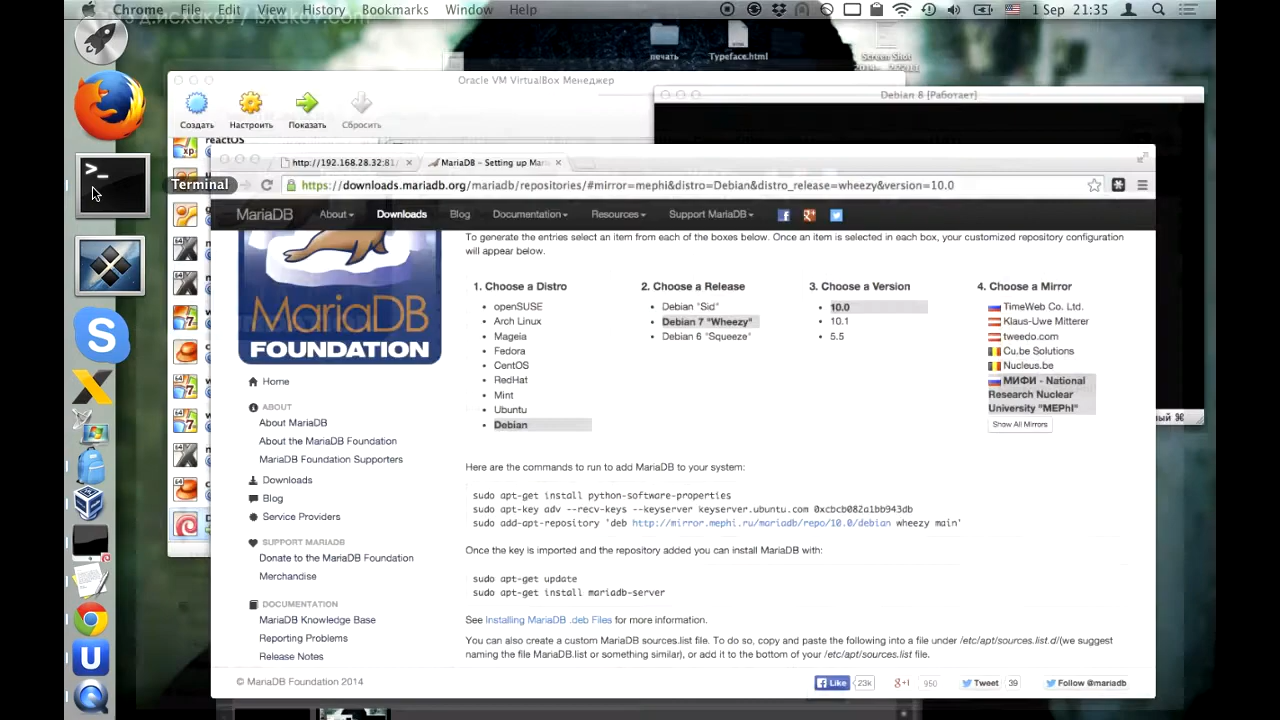 Chrome File Edit View History Bookmarks Window Help
1 Sep 21:35
печать
Typeface.html
Screen Shot
Oracle VM VirtualBox Менеджер
Создать Настроить Показать Сбросить
reactOS
Debian 8 [Работает]
http://192.168.28.32:81/
MariaDB – Setting up Mari
Terminal
https://downloads.mariadb.org/mariadb/repositories/#mirror=mephi&distro=Debian&distro_release=wheezy&version=10.0
MariaDB About Downloads Blog Documentation Resources Support MariaDB
To generate the entries select an item from each of the boxes below. Once an item is selected in each box, your customized repository configuration
will appear below.
MariaDB
FOUNDATION
1. Choose a Distro
openSUSE
Arch Linux
Mageia
Fedora
CentOS
RedHat
Mint
Ubuntu
Debian
2. Choose a Release
Debian "Sid"
Debian 7 "Wheezy"
Debian 6 "Squeeze"
3. Choose a Version
10.0
10.1
5.5
4. Choose a Mirror
TimeWeb Co. Ltd.
Klaus-Uwe Mitterer
tweedo.com
Cu.be Solutions
Nucleus.be
МИФИ - National
Research Nuclear
University "MEPhI"
Show All Mirrors
Home
ABOUT
About MariaDB
About the MariaDB Foundation
MariaDB Foundation Supporters
Downloads
Blog
Service Providers
SUPPORT MARIADB
Donate to the MariaDB Foundation
Merchandise
DOCUMENTATION
MariaDB Knowledge Base
Reporting Problems
Release Notes
Here are the commands to run to add MariaDB to your system:
sudo apt-get install python-software-properties
sudo apt-key adv --recv-keys --keyserver keyserver.ubuntu.com 0xcbcb082a1bb943db
sudo add-apt-repository 'deb http://mirror.mephi.ru/mariadb/repo/10.0/debian wheezy main'
Once the key is imported and the repository added you can install MariaDB with:
sudo apt-get update
sudo apt-get install mariadb-server
See Installing MariaDB .deb Files for more information.
You can also create a custom MariaDB sources.list file. To do so, copy and paste the following into a file under /etc/apt/sources.list.d/(we suggest
naming the file MariaDB.list or something similar), or add it to the bottom of your /etc/apt/sources.list file.
© MariaDB Foundation 2014
Like 23k +1 950 Tweet 39 Follow @mariadb